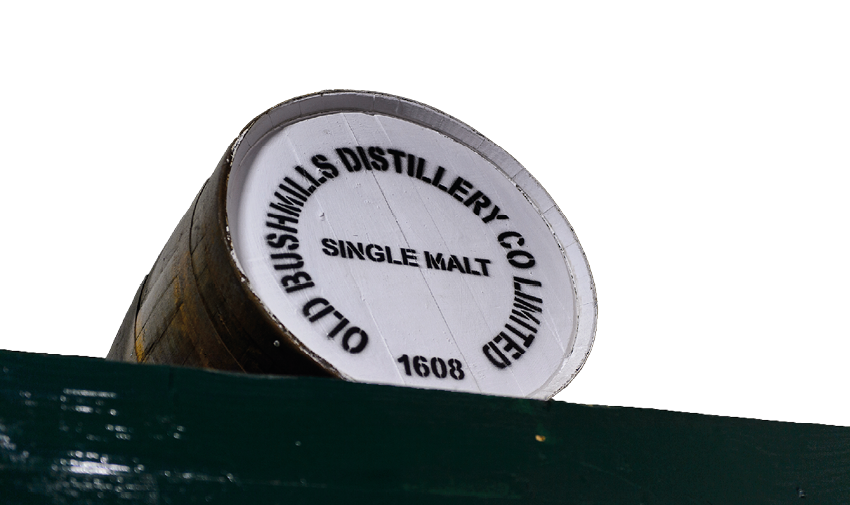 OLD BUSHMILLS DISTILLERY CO LIMITED
SINGLE MALT
1608